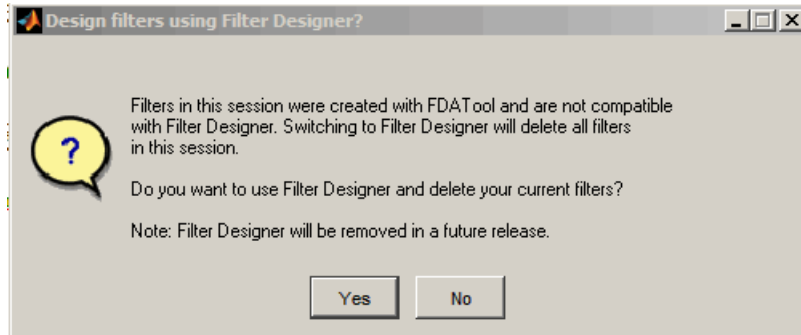 Design filters using Filter Designer?
Filters in this session were created with FDATool and are not compatible
with Filter Designer. Switching to Filter Designer will delete all filters
in this session.
?
Do you want to use Filter Designer and delete your current filters?
Note: Filter Designer will be removed in a future release.
Yes No